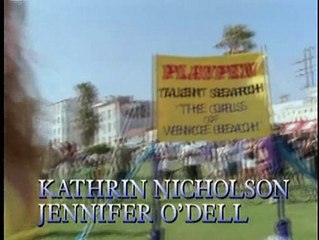 PLAYPEN
TALENT SEARCH
THE GIRLS
OF
VENICE BEACH
KATHRIN NICHOLSON
JENNIFER O'DELL